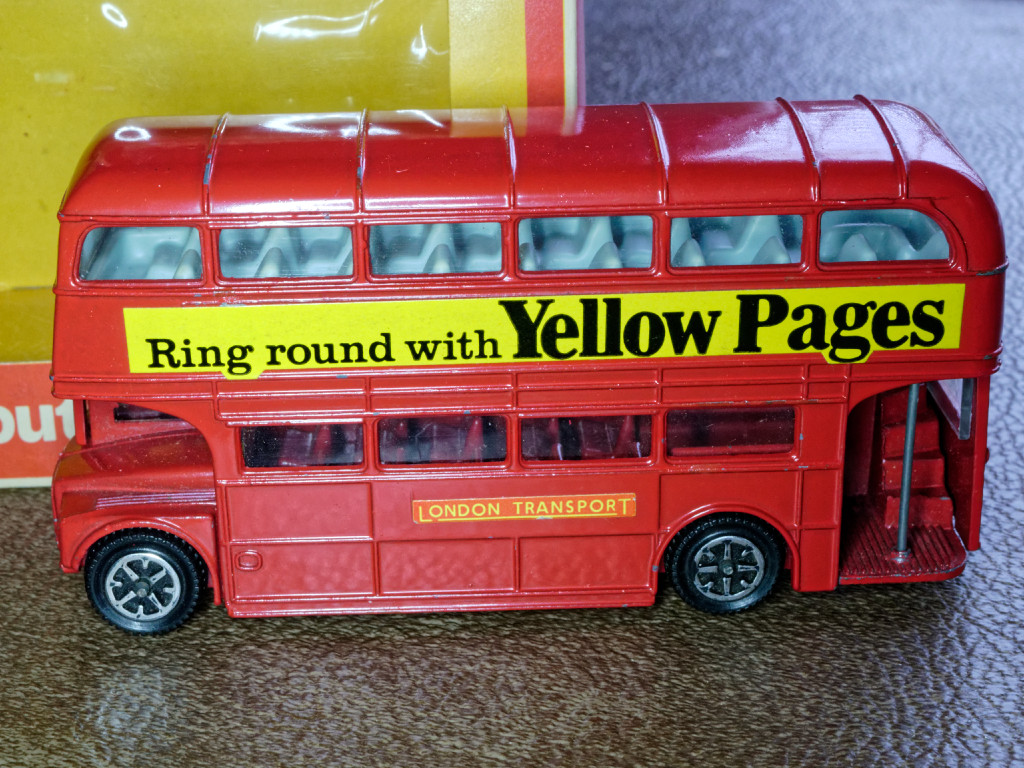 Ring round with Yellow Pages
out
LONDON TRANSPORT